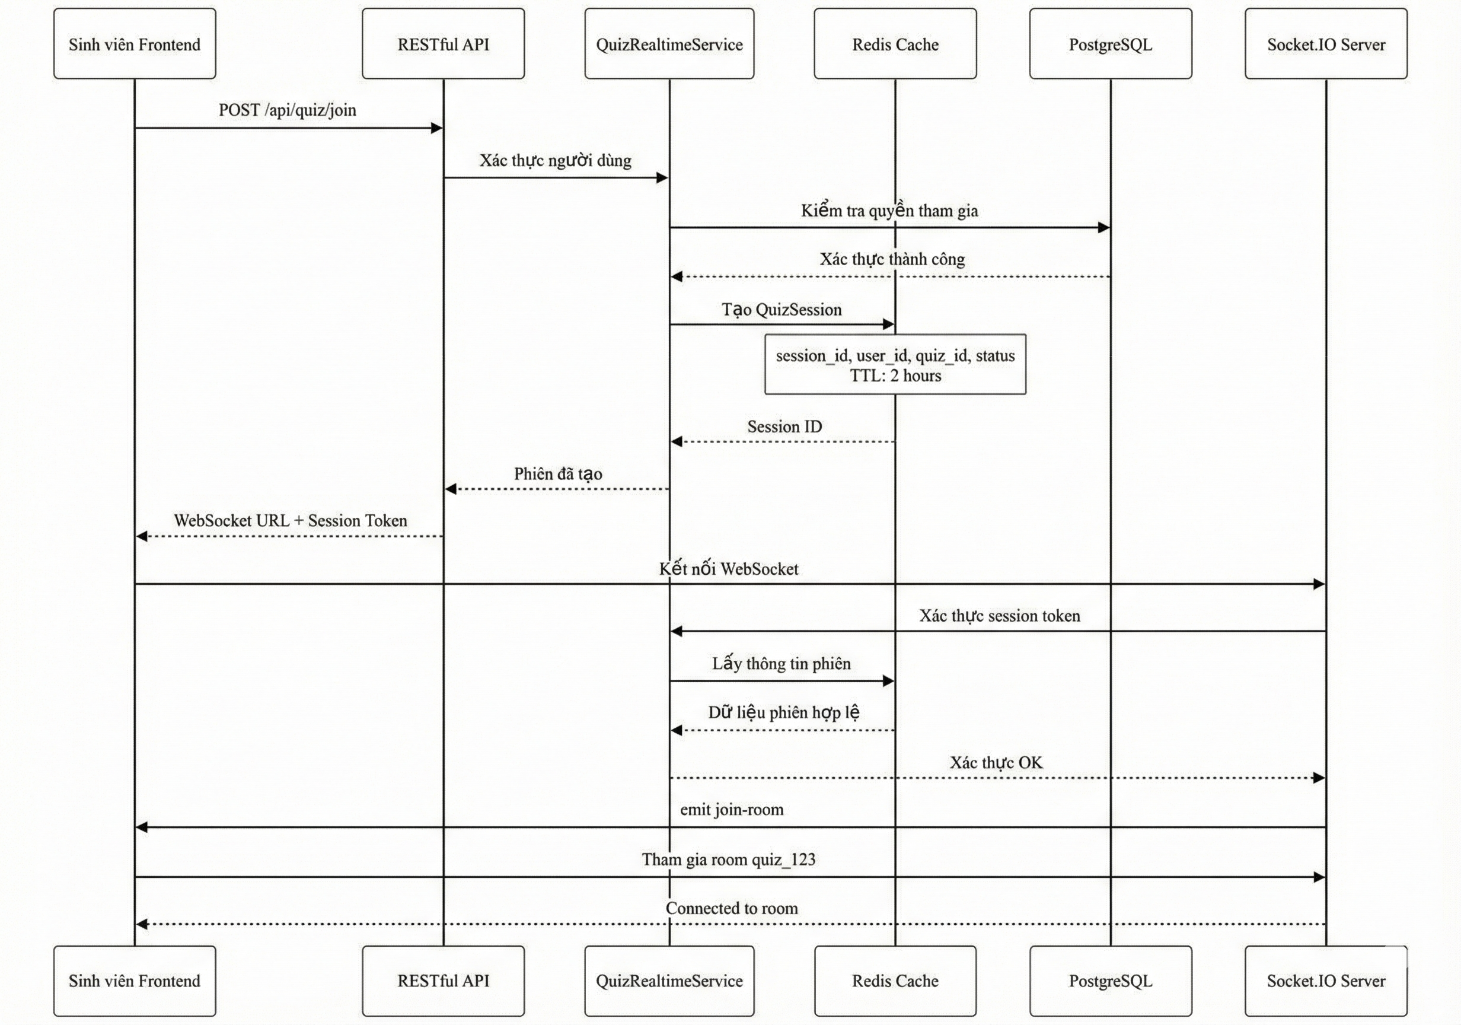 Sinh viên Frontend
RESTful API
QuizRealtimeService
Redis Cache
PostgreSQL
Socket.IO Server
POST /api/quiz/join
Xác thực người dùng
Kiểm tra quyền tham gia
Xác thực thành công
Tạo QuizSession
session_id, user_id, quiz_id, status
TTL: 2 hours
Session ID
Phiên đã tạo
WebSocket URL + Session Token
Kết nối WebSocket
Xác thực session token
Lấy thông tin phiên
Dữ liệu phiên hợp lệ
Xác thực OK
emit join-room
Tham gia room quiz_123
Connected to room
Sinh viên Frontend
RESTful API
QuizRealtimeService
Redis Cache
PostgreSQL
Socket.IO Server